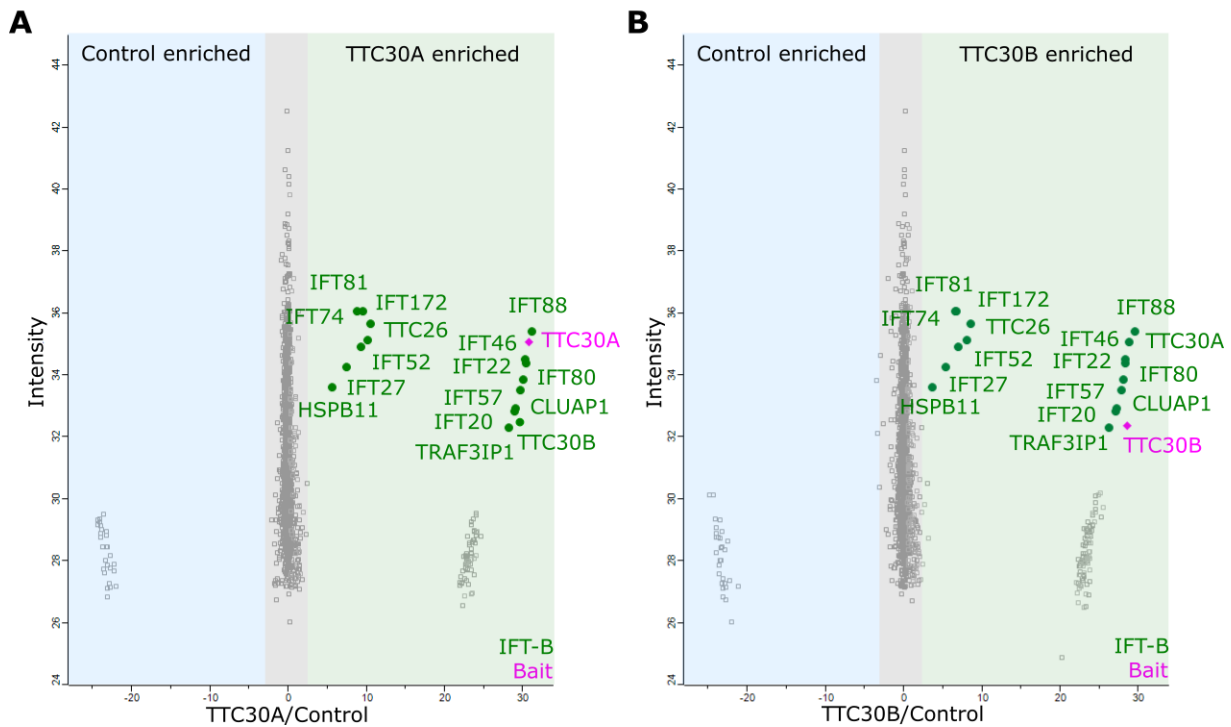 A
Control enriched
TTC30A enriched
44
42
40
38
36
34
32
30
28
26
24
Intensity
IFT81
IFT172
IFT88
IFT74
TTC26
IFT46
TTC30A
IFT52
IFT22
IFT80
IFT27
IFT57
HSPB11
CLUAP1
IFT20
TTC30B
TRAF3IP1
IFT-B
Bait
-20
-10
0
10
20
30
TTC30A/Control
B
Control enriched
TTC30B enriched
44
42
40
38
36
34
32
30
28
26
24
Intensity
IFT81
IFT172
IFT88
IFT74
TTC26
IFT46
TTC30A
IFT52
IFT22
IFT80
IFT27
IFT57
HSPB11
CLUAP1
IFT20
TRAF3IP1
TTC30B
IFT-B
Bait
-20
-10
0
10
20
30
TTC30B/Control